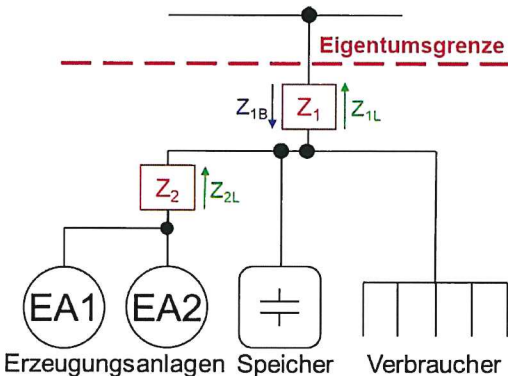 Eigentumsgrenze
Z1B Z1 Z1L
Z2 Z2L
EA1 EA2
Erzeugungsanlagen Speicher Verbraucher